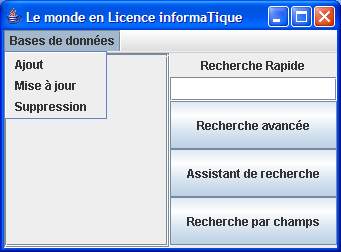 Le monde en Licence informaTique
Bases de données
Ajout
Mise à jour
Suppression
Recherche Rapide
Recherche avancée
Assistant de recherche
Recherche par champs